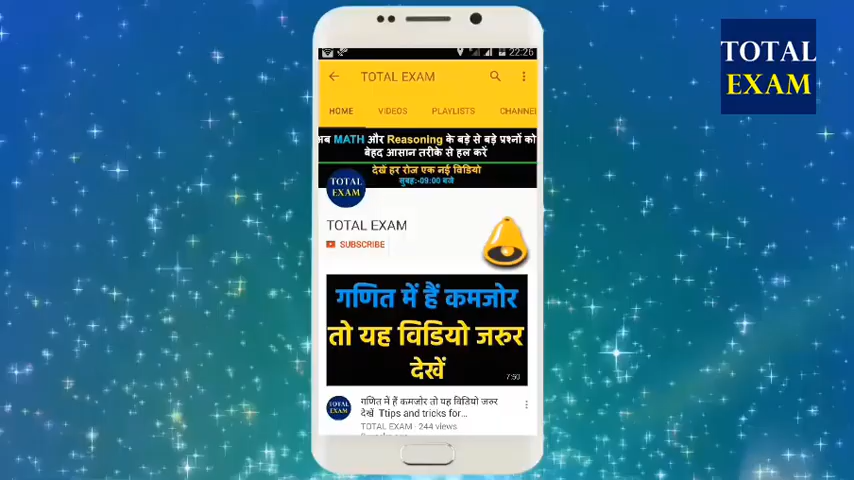 TOTAL
EXAM
22:26
TOTAL EXAM
HOME VIDEOS PLAYLISTS CHANNEL
अब MATH और Reasoning के बड़े से बड़े प्रश्नों को
बेहद आसान तरीके से हल करें
देखें हर रोज एक नई विडियो
सुबह:-09:00 बजे
TOTAL
EXAM
TOTAL EXAM
SUBSCRIBE
गणित में हैं कमजोर
तो यह विडियो जरुर
देखें
7:50
TOTAL
EXAM
गणित में हैं कमजोर तो यह विडियो जरुर
देखें Ttips and tricks for...
TOTAL EXAM · 244 views